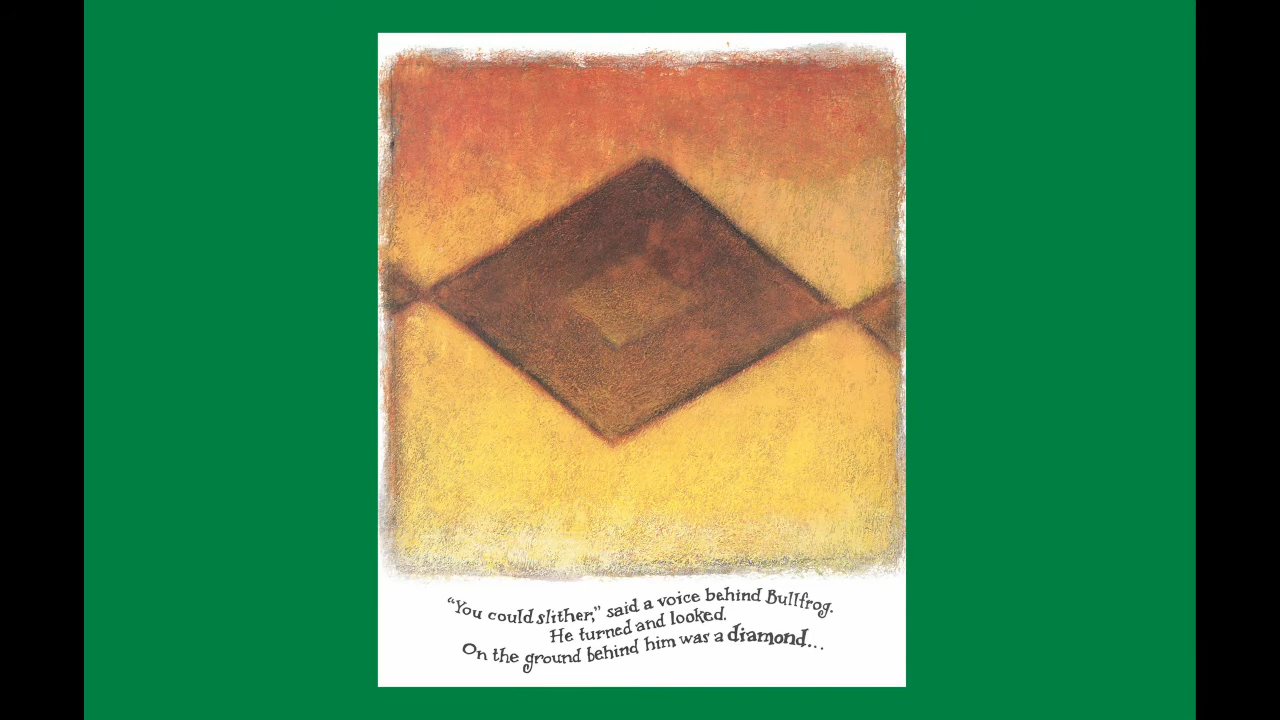 “You could slither,” said a voice behind Bullfrog.
He turned and looked.
On the ground behind him was a diamond...